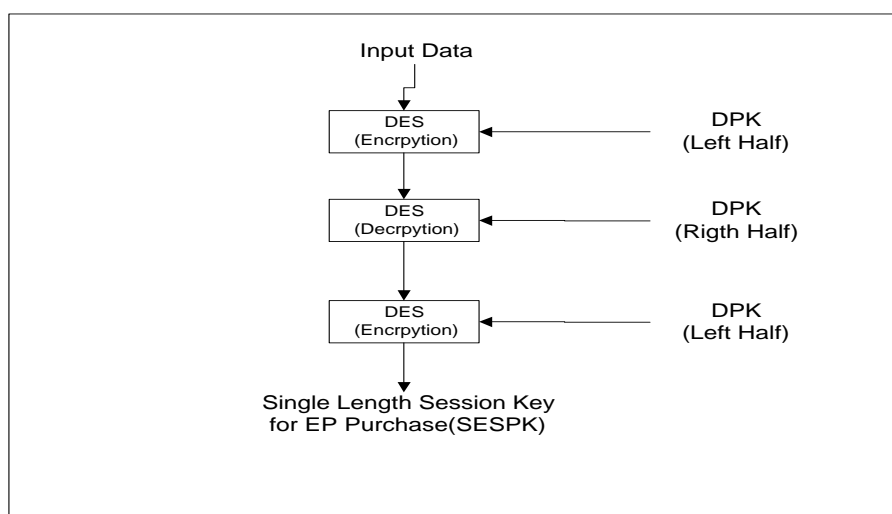 Input Data
DES
(Encrpytion)
DPK
(Left Half)
DES
(Decrpytion)
DPK
(Rigth Half)
DES
(Encrpytion)
DPK
(Left Half)
Single Length Session Key
for EP Purchase(SESPK)